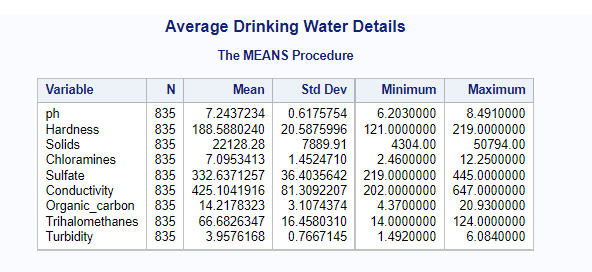 Average Drinking Water Details
The MEANS Procedure
Variable N Mean Std Dev Minimum Maximum
ph 835 7.2437234 0.6175754 6.2030000 8.4910000
Hardness 835 188.5880240 20.5875996 121.0000000 219.0000000
Solids 835 22128.28 7889.91 4304.00 50794.00
Chloramines 835 7.0953413 1.4524710 2.4600000 12.2500000
Sulfate 835 332.6371257 36.4035642 219.0000000 445.0000000
Conductivity 835 425.1041916 81.3092207 202.0000000 647.0000000
Organic_carbon 835 14.2178323 3.1074374 4.3700000 20.9300000
Trihalomethanes 835 66.6826347 16.4580310 14.0000000 124.0000000
Turbidity 835 3.9576168 0.7667145 1.4920000 6.0840000